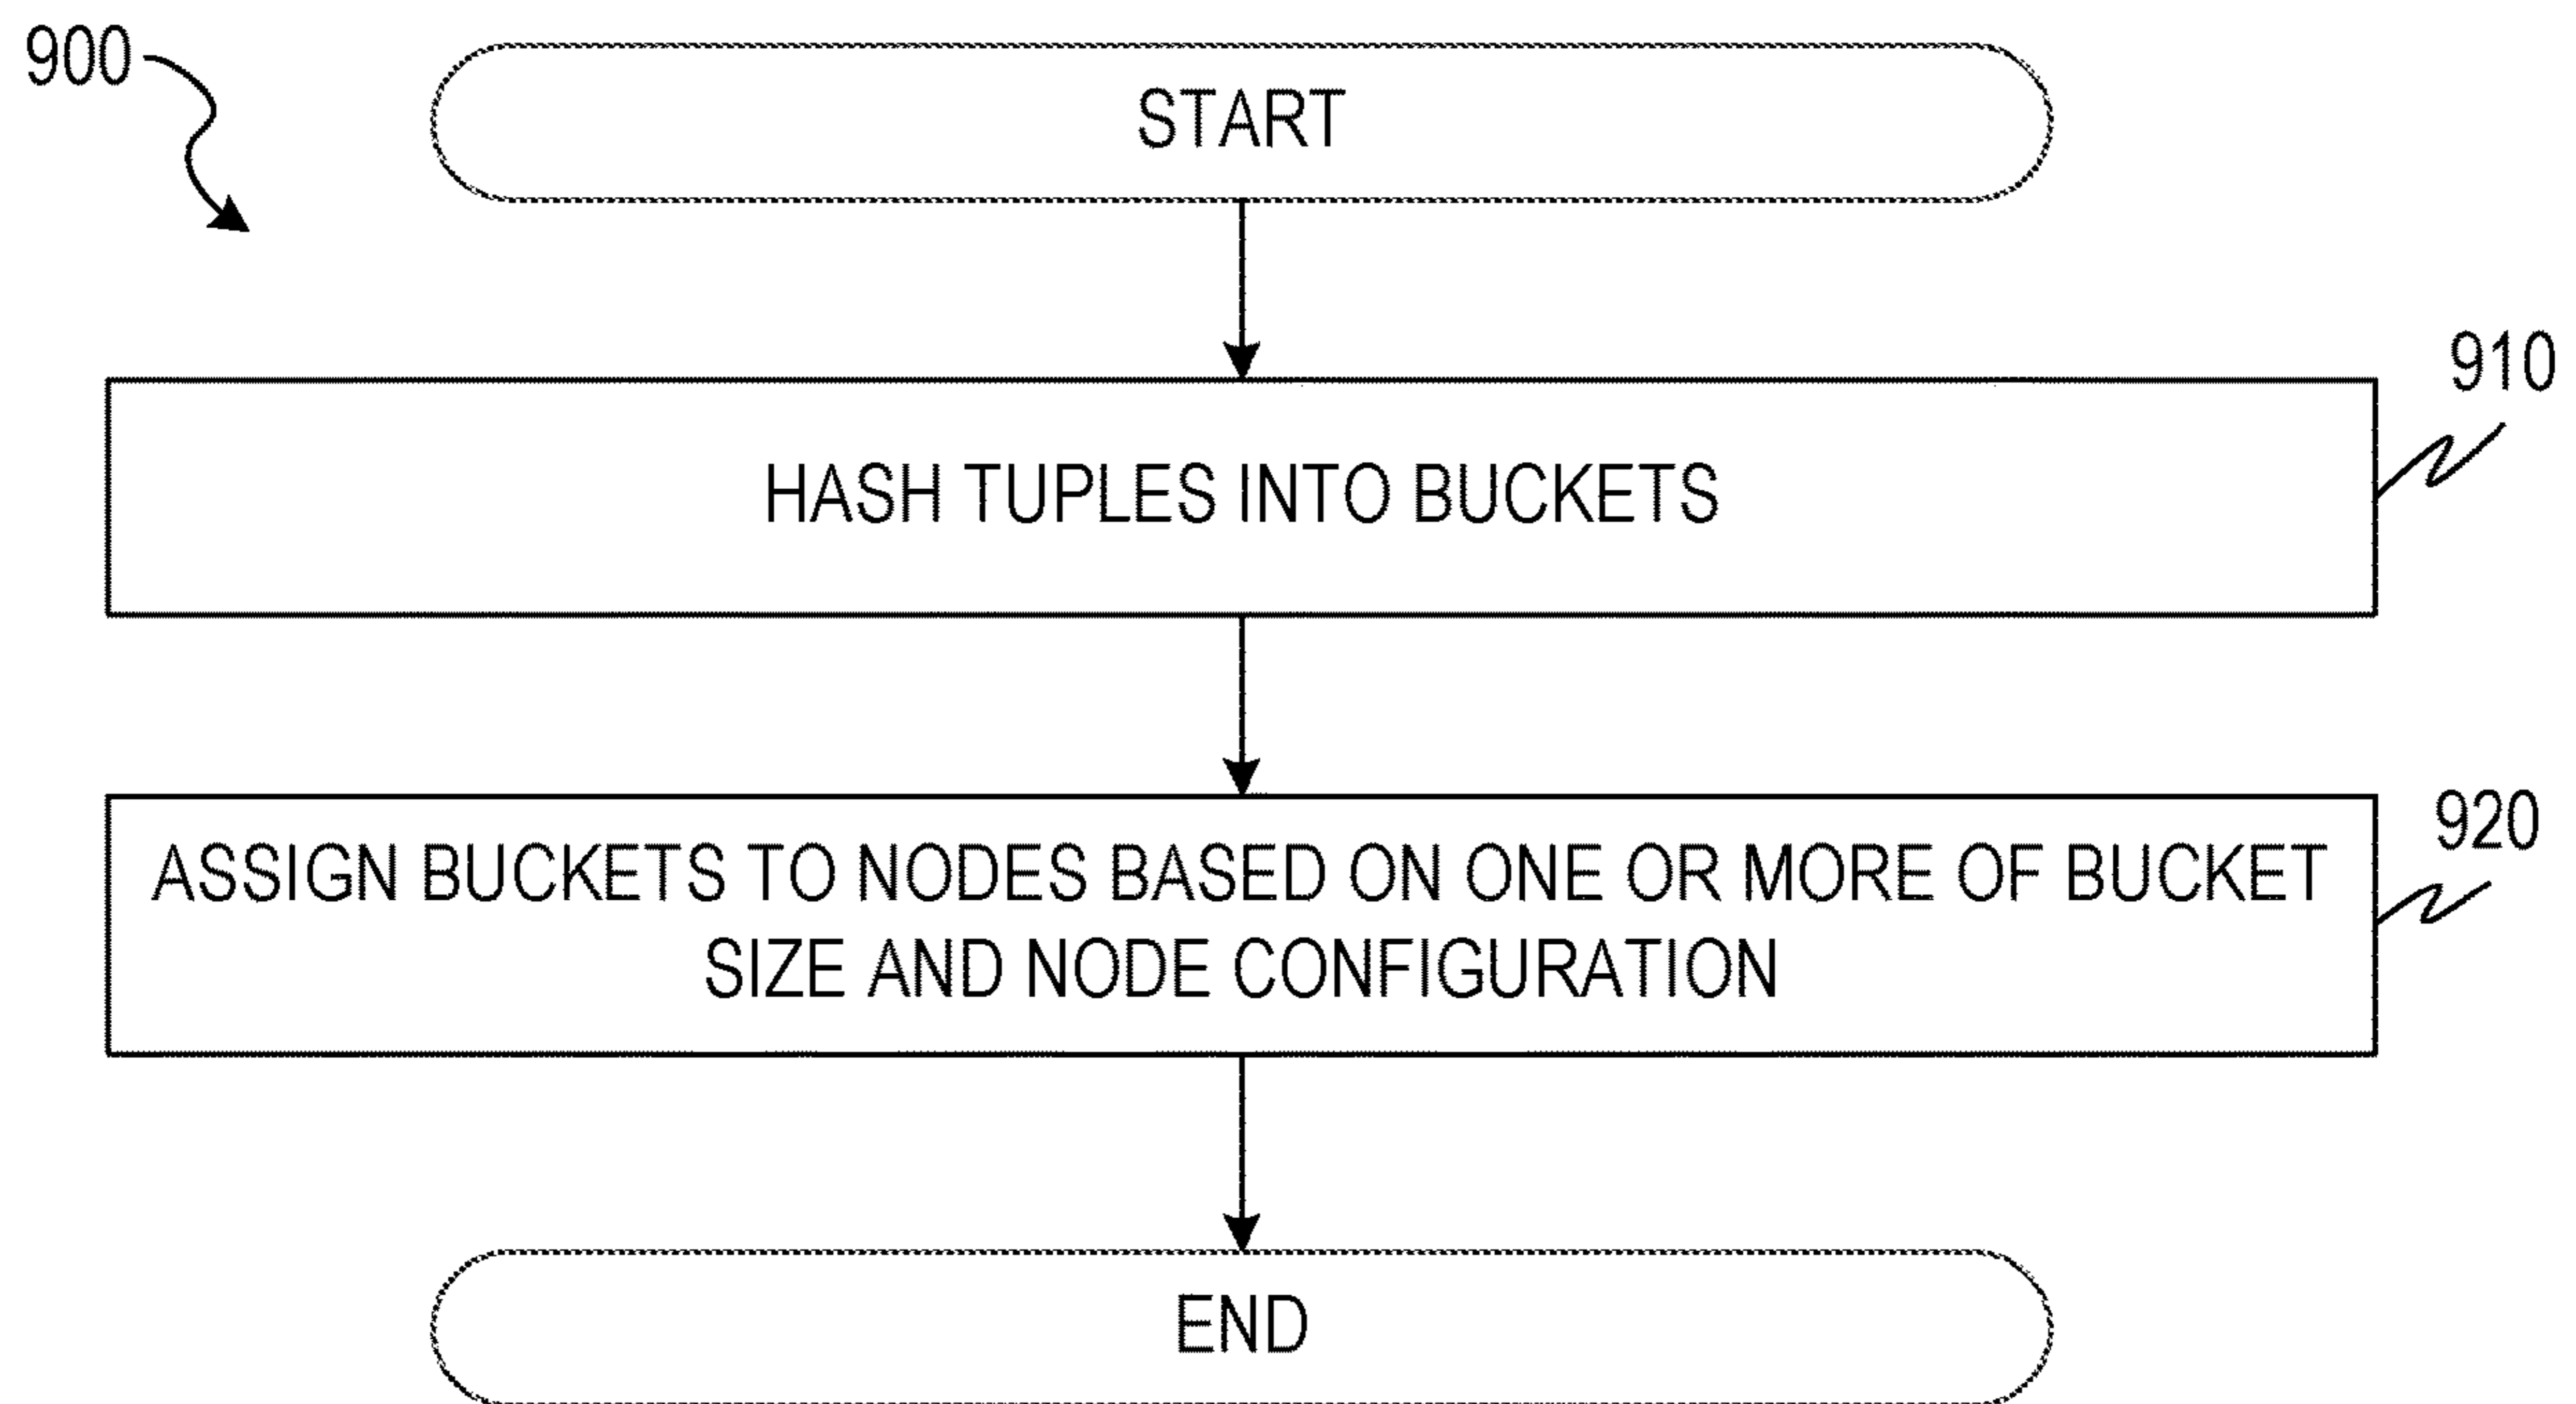 900
START
910
HASH TUPLES INTO BUCKETS
920
ASSIGN BUCKETS TO NODES BASED ON ONE OR MORE OF BUCKET
SIZE AND NODE CONFIGURATION
END